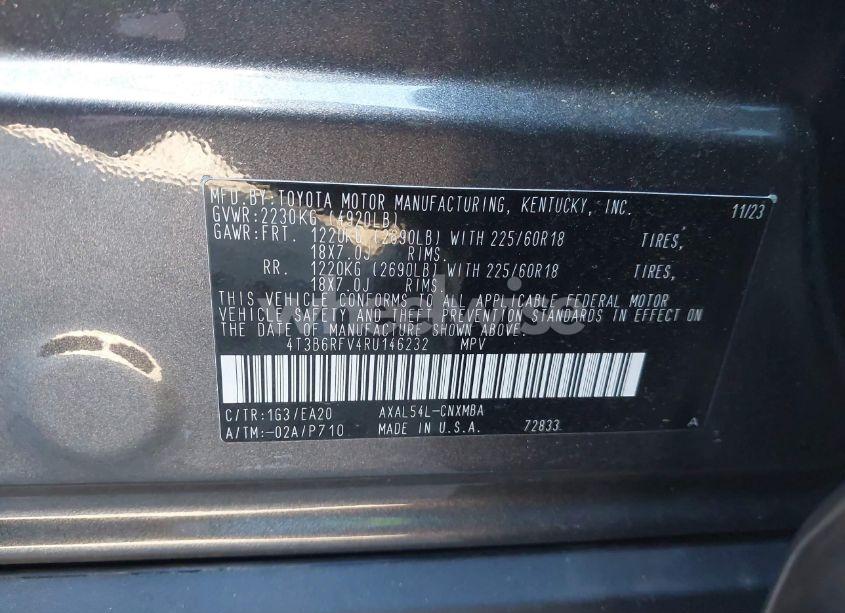 MFD BY: TOYOTA MOTOR MANUFACTURING, KENTUCKY, INC. 11/23
GVWR:2230KG (4920LB)
GAWR:FRT. 1220KG (2690LB) WITH 225/60R18 TIRES,
18X7.0J RIMS.
RR. 1220KG (2690LB) WITH 225/60R18 TIRES,
18X7.0J RIMS.
THIS VEHICLE CONFORMS TO ALL APPLICABLE FEDERAL MOTOR
VEHICLE SAFETY AND THEFT PREVENTION STANDARDS IN EFFECT ON
THE DATE OF MANUFACTURE SHOWN ABOVE.
4T3B6RFV4RU146232 MPV
C/TR:1G3/EA20 AXAL54L-CNXMBA
A/TM:-02A/P710 MADE IN U.S.A. 72833 A
wheelwise